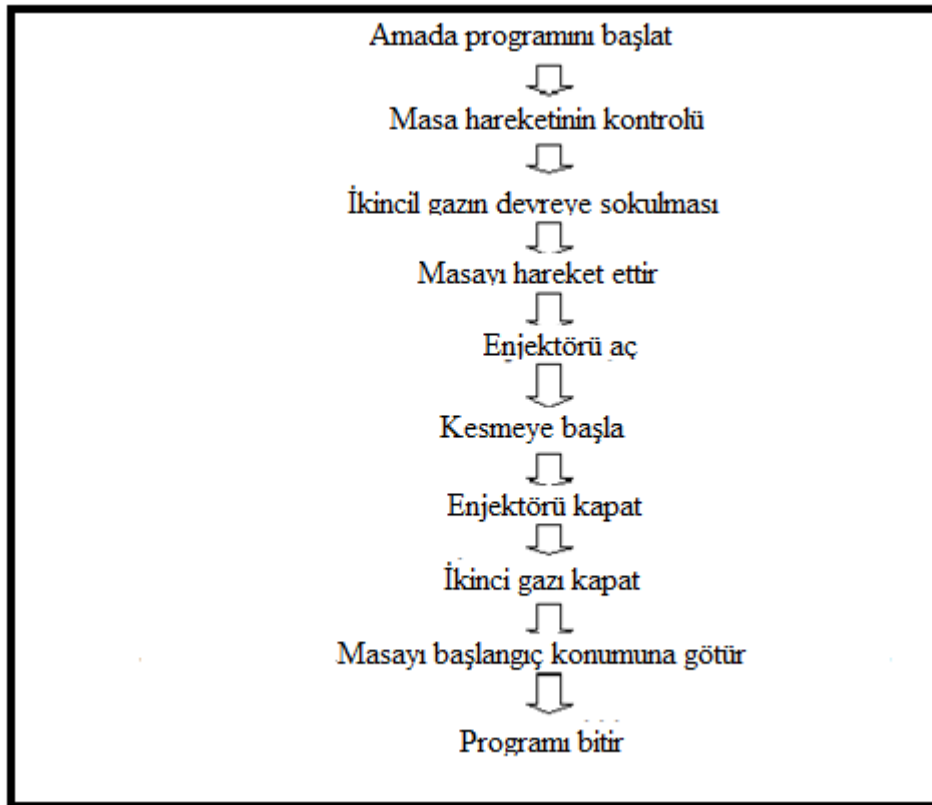 Amada programını başlat
Masa hareketinin kontrolü
İkincil gazın devreye sokulması
Masayı hareket ettir
Enjektörü aç
Kesmeye başla
Enjektörü kapat
İkinci gazı kapat
Masayı başlangıç konumuna götür
Programı bitir